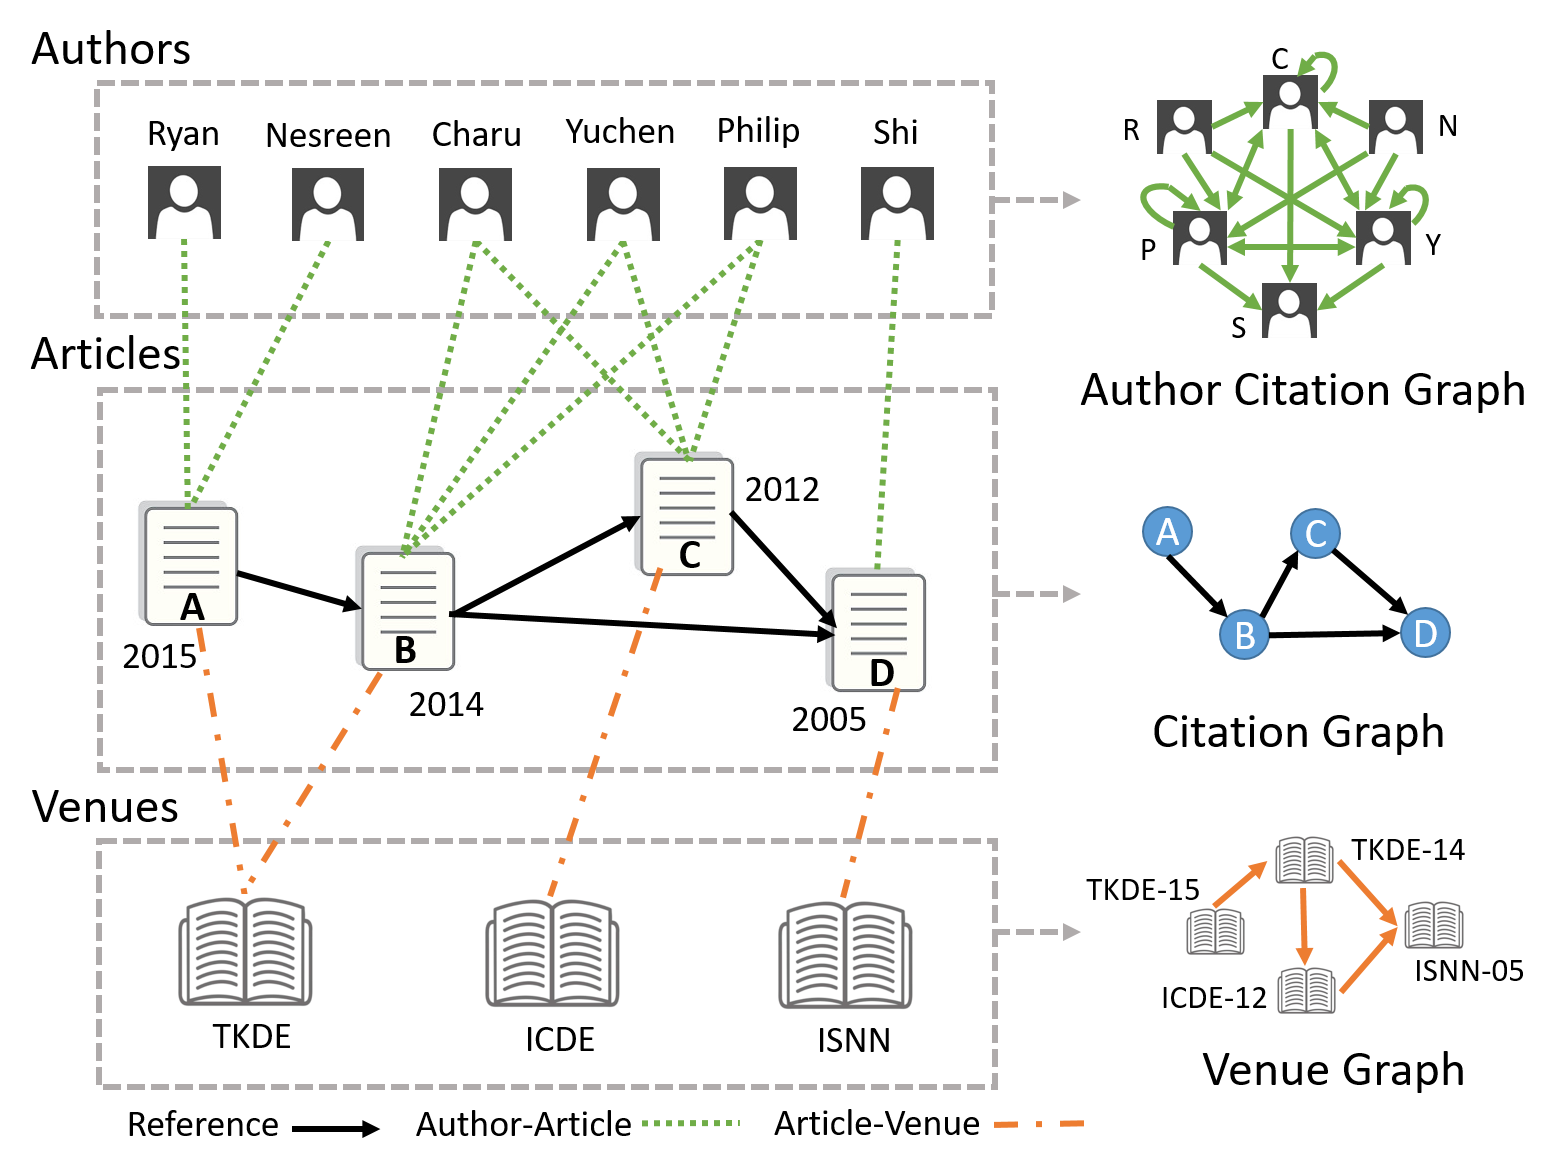 Authors
Ryan
Nesreen
Charu
Yuchen
Philip
Shi
Articles
A
2015
B
2014
C
2012
D
2005
Venues
TKDE
ICDE
ISNN
Reference
Author-Article
Article-Venue
C
R
N
P
Y
S
Author Citation Graph
A
C
B
D
Citation Graph
TKDE-14
TKDE-15
ISNN-05
ICDE-12
Venue Graph